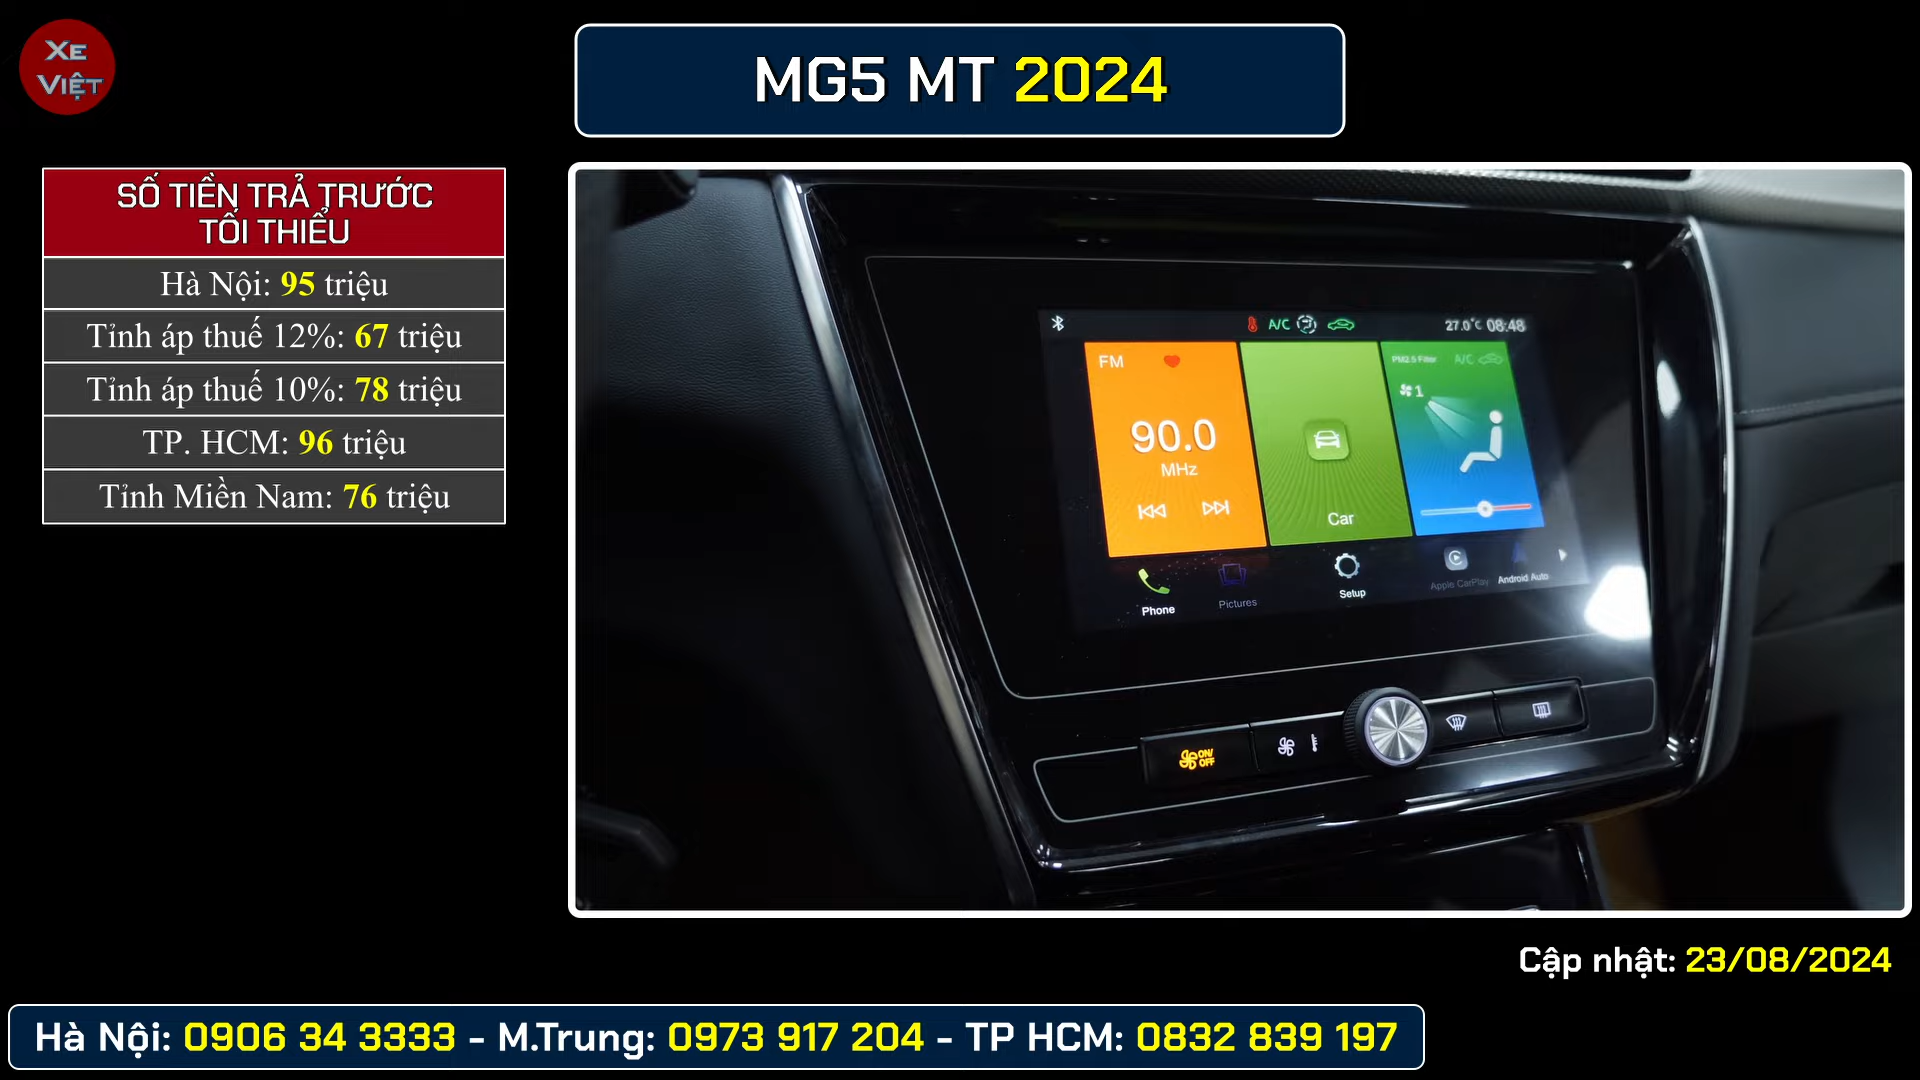 XE
VIỆT
MG5 MT 2024
SỐ TIỀN TRẢ TRƯỚC
TỐI THIỂU
Hà Nội: 95 triệu
Tỉnh áp thuế 12%: 67 triệu
Tỉnh áp thuế 10%: 78 triệu
TP. HCM: 96 triệu
Tỉnh Miền Nam: 76 triệu
A/C
27.0°C 08:48
FM
PM2.5 Filter A/C
1
90.0
MHz
Car
Phone
Pictures
Setup
Apple CarPlay
Android Auto
ON/
OFF
Cập nhật: 23/08/2024
Hà Nội: 0906 34 3333 - M.Trung: 0973 917 204 - TP HCM: 0832 839 197